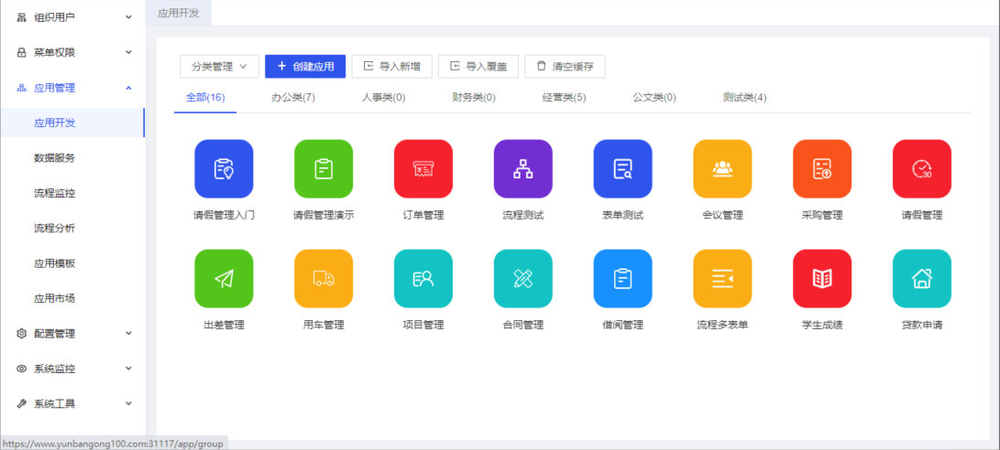 组织用户
菜单权限
应用管理
应用开发
数据服务
流程监控
流程分析
应用模板
应用市场
配置管理
系统监控
系统工具
应用开发
分类管理 创建应用 导入新增 导入覆盖 清空缓存
全部(16) 办公类(7) 人事类(0) 财务类(0) 经营类(5) 公文类(0) 测试类(4)
30
请假管理入门 请假管理演示 订单管理 流程测试 表单测试 会议管理 采购管理 请假管理
出差管理 用车管理 项目管理 合同管理 借阅管理 流程多表单 学生成绩 贷款申请
https://www.yunbangong100.com:31117/app/group